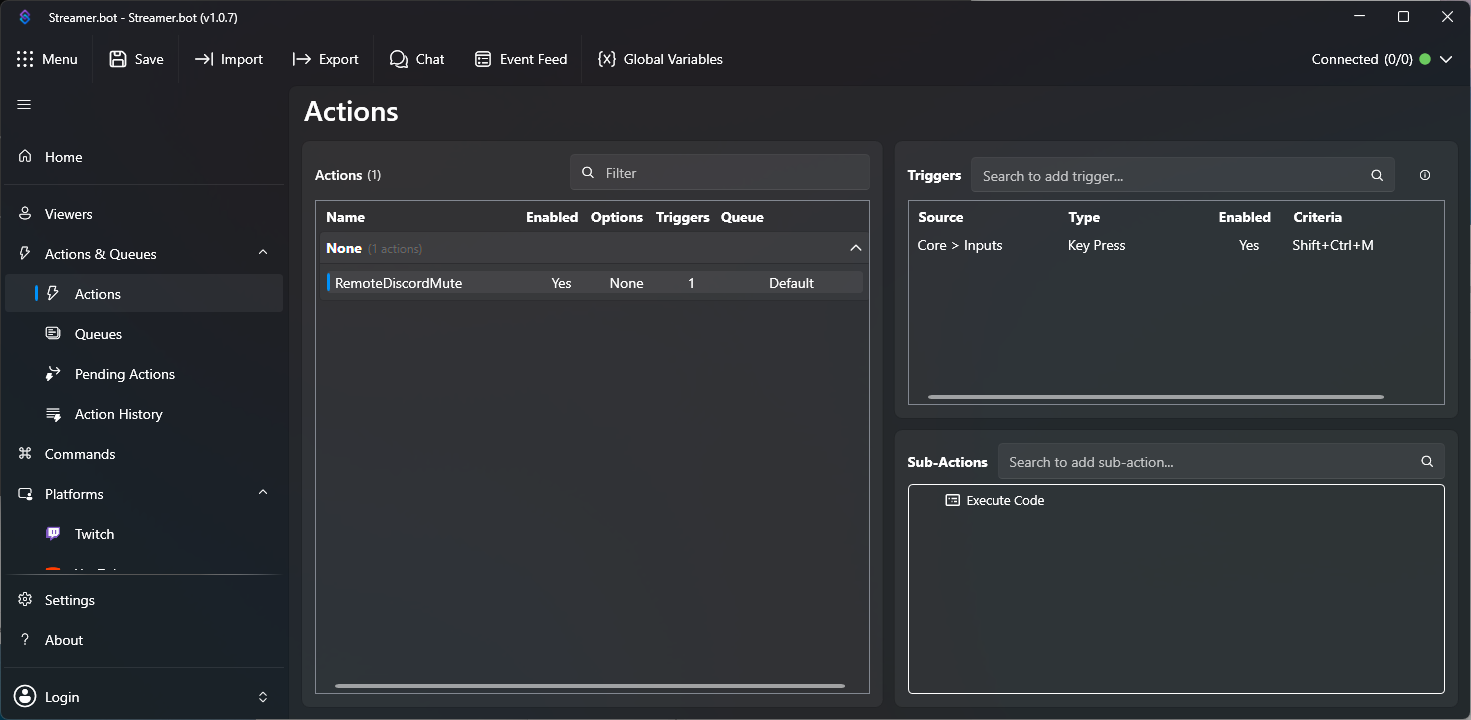 Streamer.bot - Streamer.bot (v1.0.7)
Menu Save Import Export Chat Event Feed Global Variables Connected (0/0)
Home
Viewers
Actions & Queues
Actions
Queues
Pending Actions
Action History
Commands
Platforms
Twitch
Settings
? About
Login
Actions
Actions (1) Filter
Name Enabled Options Triggers Queue
None (1 actions)
RemoteDiscordMute Yes None 1 Default
Triggers Search to add trigger...
Source Type Enabled Criteria
Core > Inputs Key Press Yes Shift+Ctrl+M
Sub-Actions Search to add sub-action...
Execute Code